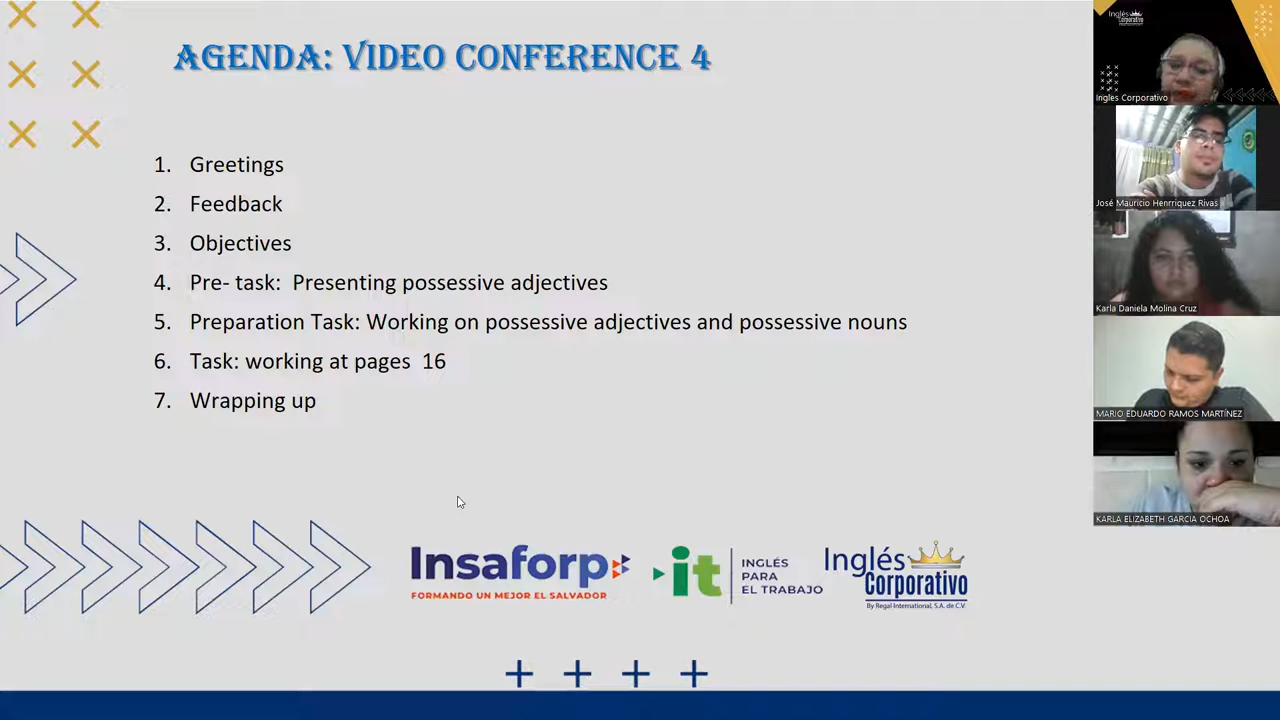 AGENDA: VIDEO CONFERENCE 4
1. Greetings
2. Feedback
3. Objectives
4. Pre- task:  Presenting possessive adjectives
5. Preparation Task: Working on possessive adjectives and possessive nouns
6. Task: working at pages  16
7. Wrapping up
Insaforp
FORMANDO UN MEJOR EL SALVADOR
it
INGLÉS
PARA
EL TRABAJO
Inglés
Corporativo
By Regal International, S.A. de C.V.
Inglés
Corporativo
Ingles Corporativo
José Mauricio Henrriquez Rivas
Karla Daniela Molina Cruz
MARIO EDUARDO RAMOS MARTÍNEZ
KARLA ELIZABETH GARCIA OCHOA